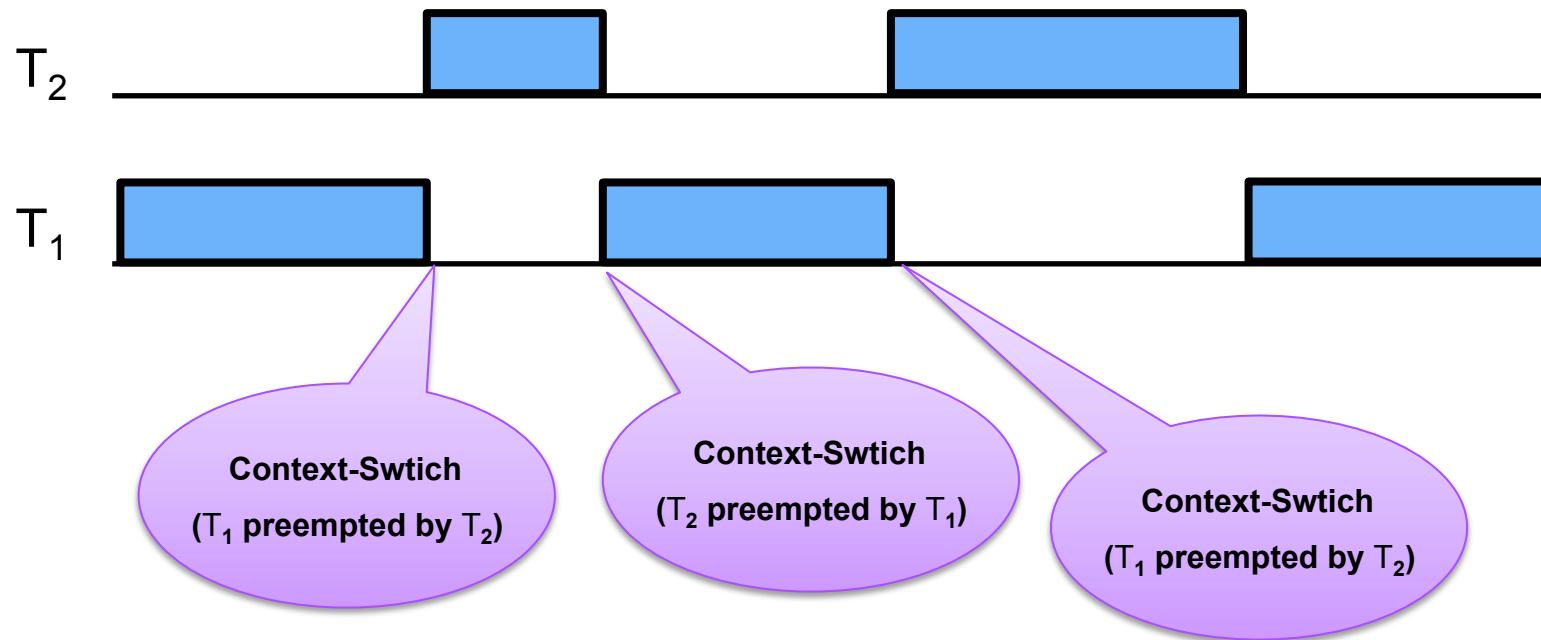 T₂
T₁
Context-Swtich
(T₁ preempted by T₂)
Context-Swtich
(T₂ preempted by T₁)
Context-Swtich
(T₁ preempted by T₂)